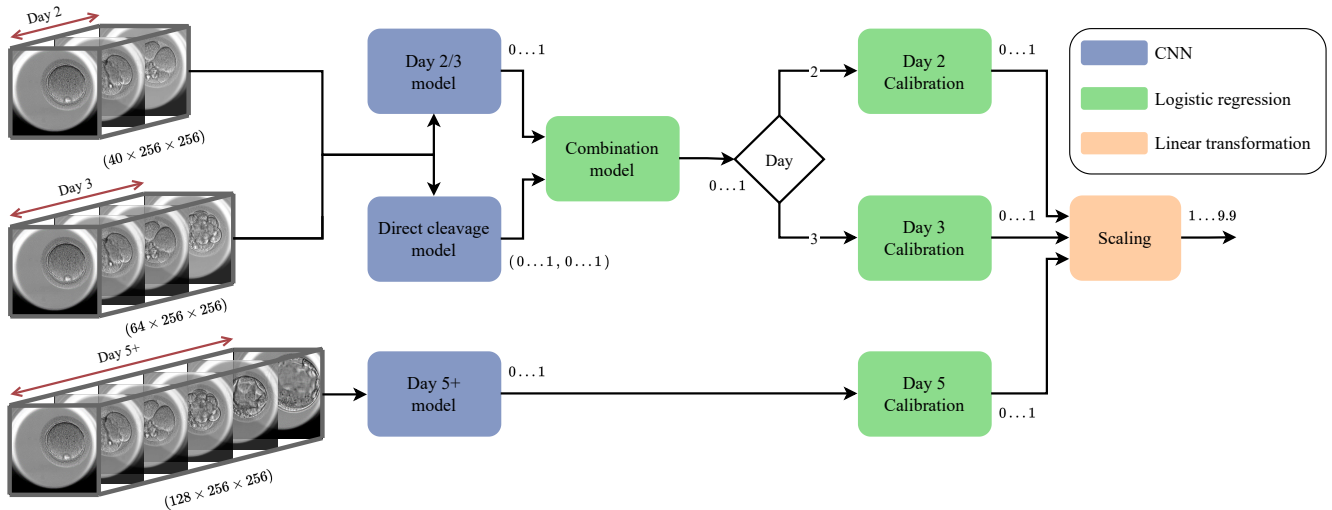 Day 2
(40 × 256 × 256)
Day 3
(64 × 256 × 256)
Day 5+
(128 × 256 × 256)
Day 2/3
model
0…1
Direct cleavage
model
(0…1, 0…1)
Day 5+
model
0…1
Combination
model
0…1
Day
2
3
Day 2
Calibration
0…1
Day 3
Calibration
0…1
Day 5
Calibration
0…1
Scaling
1…9.9
CNN
Logistic regression
Linear transformation